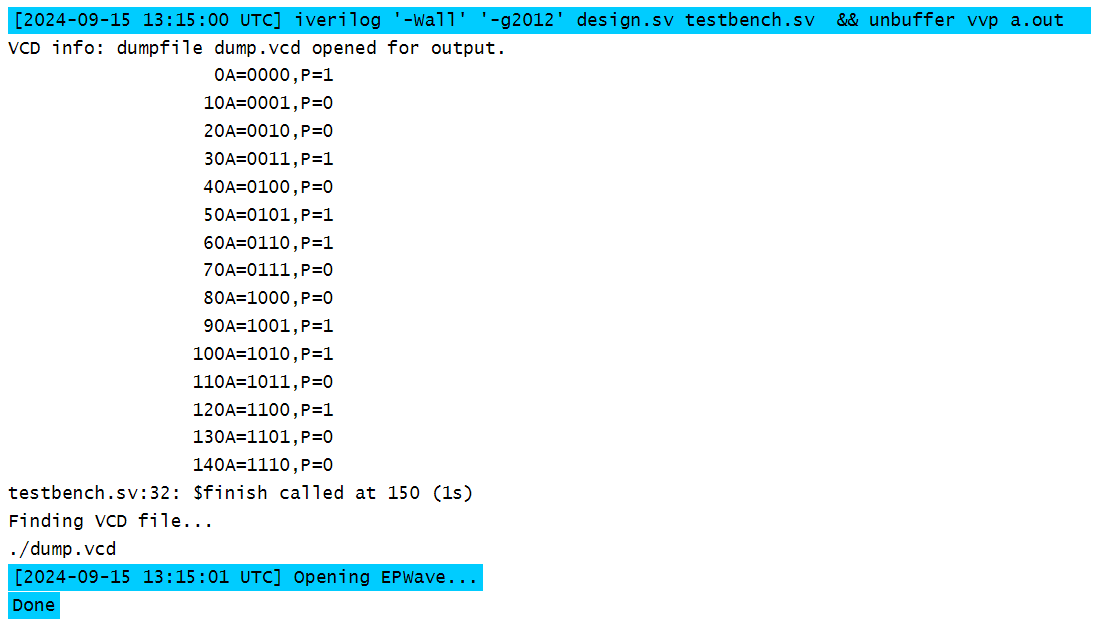 [2024-09-15 13:15:00 UTC] iverilog '-Wall' '-g2012' design.sv testbench.sv  && unbuffer vvp a.out
VCD info: dumpfile dump.vcd opened for output.
                   0A=0000,P=1
                  10A=0001,P=0
                  20A=0010,P=0
                  30A=0011,P=1
                  40A=0100,P=0
                  50A=0101,P=1
                  60A=0110,P=1
                  70A=0111,P=0
                  80A=1000,P=0
                  90A=1001,P=1
                 100A=1010,P=1
                 110A=1011,P=0
                 120A=1100,P=1
                 130A=1101,P=0
                 140A=1110,P=0
testbench.sv:32: $finish called at 150 (1s)
Finding VCD file...
./dump.vcd
[2024-09-15 13:15:01 UTC] Opening EPWave...
Done